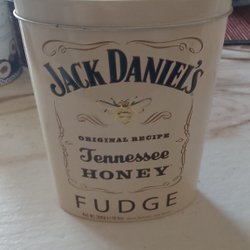 JACK DANIEL'S
ORIGINAL RECIPE
Tennessee
HONEY
FUDGE